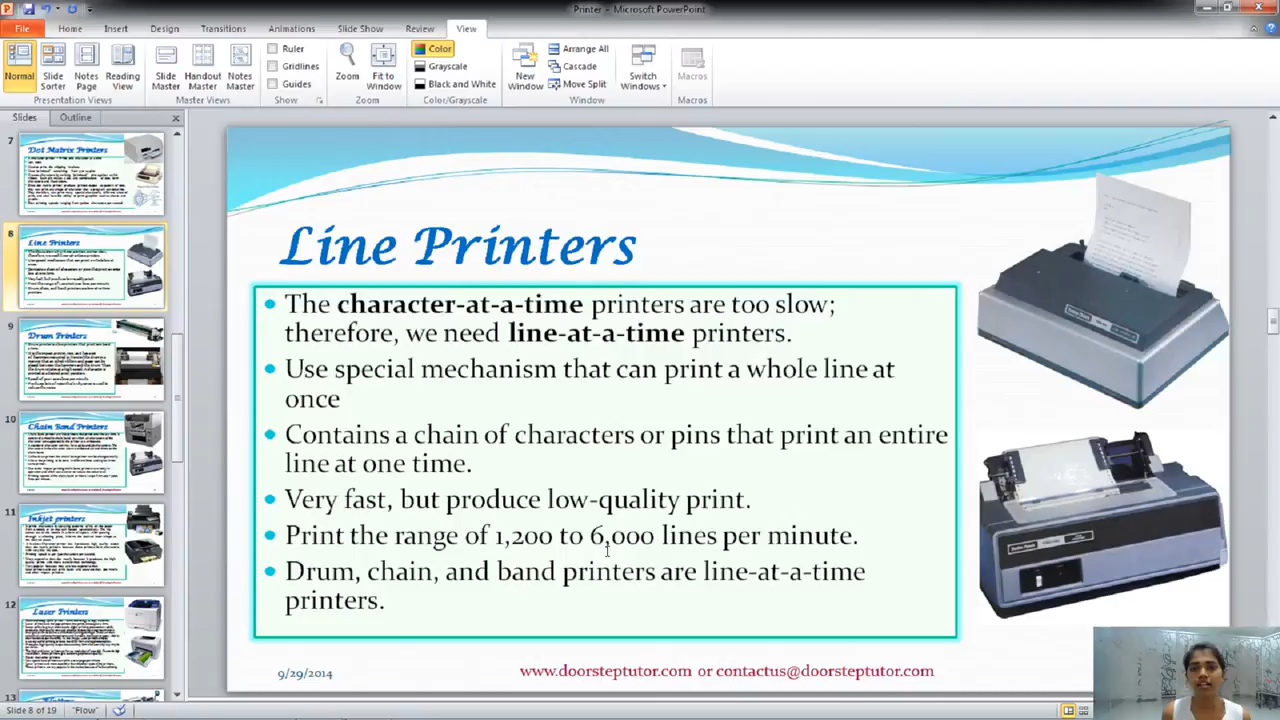 Printer - Microsoft PowerPoint
File Home Insert Design Transitions Slide Show Animations Review View
Normal Slide Sorter Notes Page Reading View
Presentation Views
Slide Master Handout Master Notes Master
Master Views
Ruler
Gridlines
Guides
Show
Zoom Fit to Window
Zoom
Color
Grayscale
Black and White
Color/Grayscale
New Window
Arrange All
Cascade
Move Split
Switch Windows
Window
Macros
Macros
Slides Outline
7
Dot Matrix Printers
8
Line Printers
9
Drum Printers
10
Chain Band Printers
11
Inkjet printers
12
Laser Printers
13
Line Printers
The character-at-a-time printers are too slow;
therefore, we need line-at-a-time printers.
Use special mechanism that can print a whole line at
once
Contains a chain of characters or pins that print an entire
line at one time.
Very fast, but produce low-quality print.
Print the range of 1,200 to 6,000 lines per minute.
Drum, chain, and band printers are line-at-a-time
printers.
9/29/2014
www.doorsteptutor.com or contactus@doorsteptutor.com
Slide 8 of 19 "Flow"